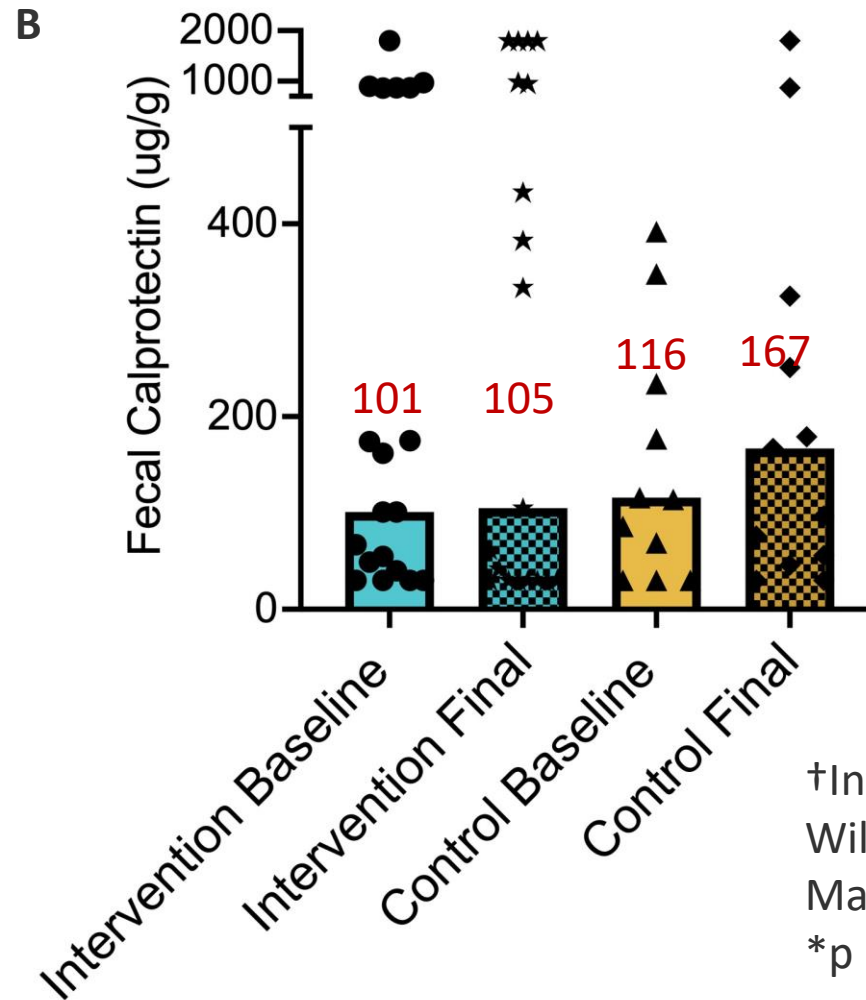 B
Fecal Calprotectin (ug/g)
2000
1000
400
200
0
101
105
116
167
Intervention Baseline
Intervention Final
Control Baseline
Control Final
†In
Wil
Ma
*p